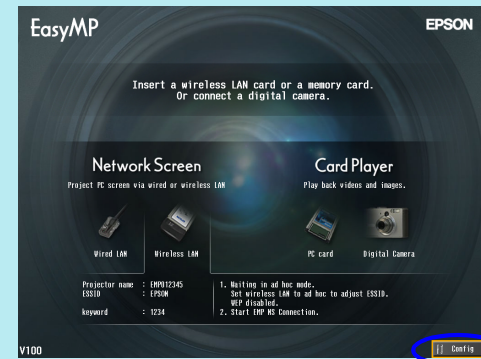 EasyMP
EPSON
Insert a wireless LAN card or a memory card.
Or connect a digital camera.
Network Screen
Project PC screen via wired or wireless LAN
Card Player
Play back videos and images.
Wired LAN
Wireless LAN
PC card
Digital Camera
Projector name : EMP012345
ESSID : EPSON
keyword : 1234
1. Waiting in ad hoc mode.
Set wireless LAN to ad hoc to adjust ESSID.
WEP disabled.
2. Start EMP NS Connection.
V100
Config